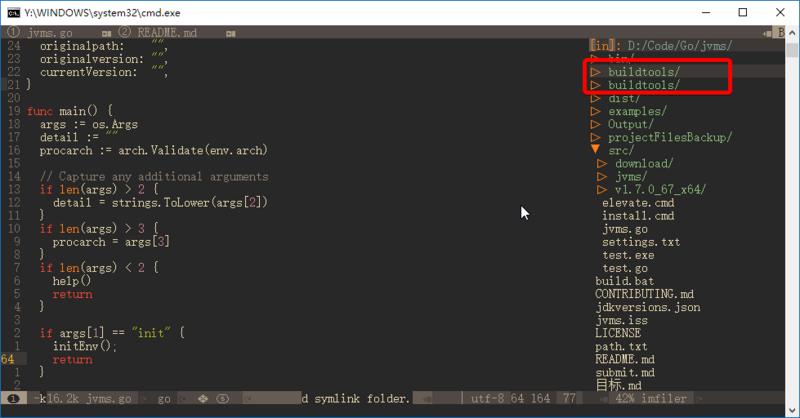 Y:\WINDOWS\system32\cmd.exe
① jvms.go ② README.md B
24 originalpath: "",
23 originalversion: "",
22 currentVersion: "",
21 }
20
19 func main() {
18 args := os.Args
17 detail := ""
16 procarch := arch.Validate(env.arch)
15
14 // Capture any additional arguments
13 if len(args) > 2 {
12 detail = strings.ToLower(args[2])
11 }
10 if len(args) > 3 {
9 procarch = args[3]
8 }
7 if len(args) < 2 {
6 help()
5 return
4 }
3
2 if args[1] == "init" {
1 initEnv();
64 return
1 }
2
[in]: D:/Code/Go/jvms/
▷ bin/
▷ buildtools/
▷ buildtools/
▷ dist/
▷ examples/
▷ Output/
▷ projectFilesBackup/
▼ src/
▷ download/
▷ jvms/
▷ v1.7.0_67_x64/
elevate.cmd
install.cmd
jvms.go
settings.txt
test.exe
test.go
build.bat
CONTRIBUTING.md
jdkversions.json
jvms.iss
LICENSE
path.txt
README.md
submit.md
目标.md
❶ ~k16.2k jvms.go go ❖ ⑤ d symlink folder. | utf-8 64 164 77 42% imfiler